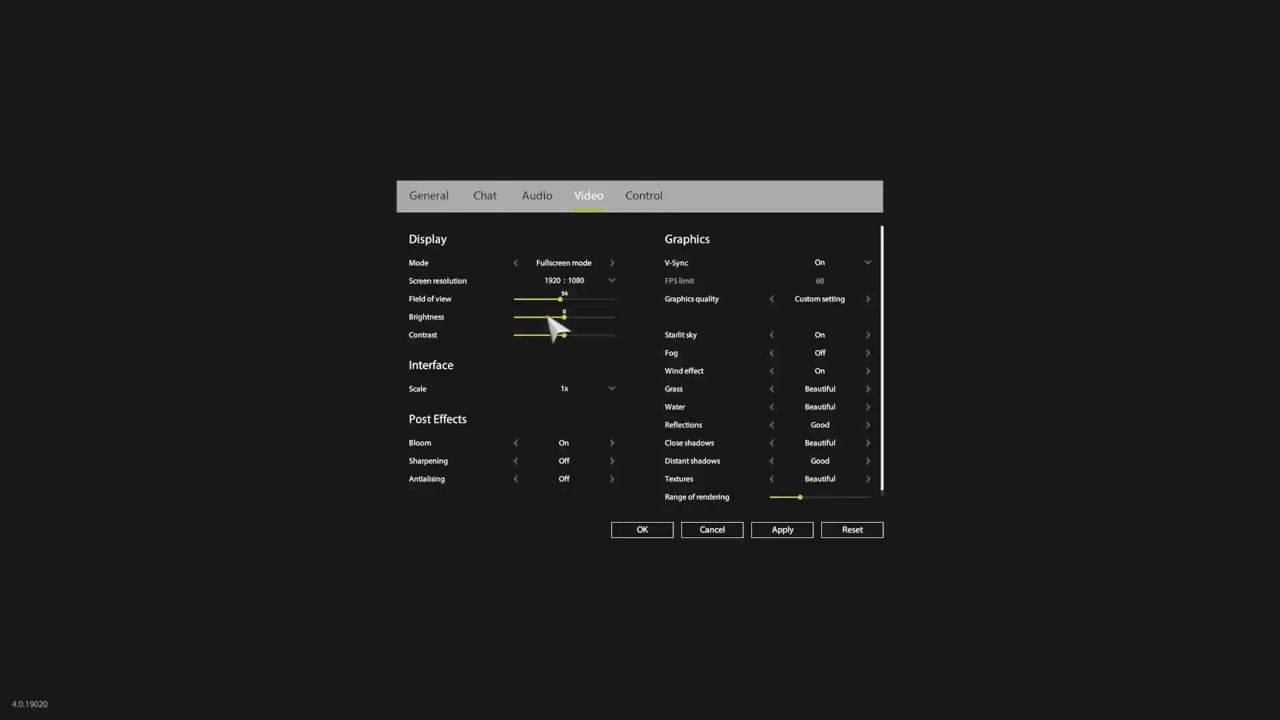 General Chat Audio Video Control
Display
Mode Fullscreen mode
Screen resolution 1920 : 1080
94
Field of view
0
Brightness
Contrast
Interface
Scale 1x
Post Effects
Bloom On
Sharpening Off
Antialising Off
Graphics
V-Sync On
FPS limit 60
Graphics quality Custom setting
Starlit sky On
Fog Off
Wind effect On
Grass Beautiful
Water Beautiful
Reflections Good
Close shadows Beautiful
Distant shadows Good
Textures Beautiful
Range of rendering
OK Cancel Apply Reset
4.0.19020